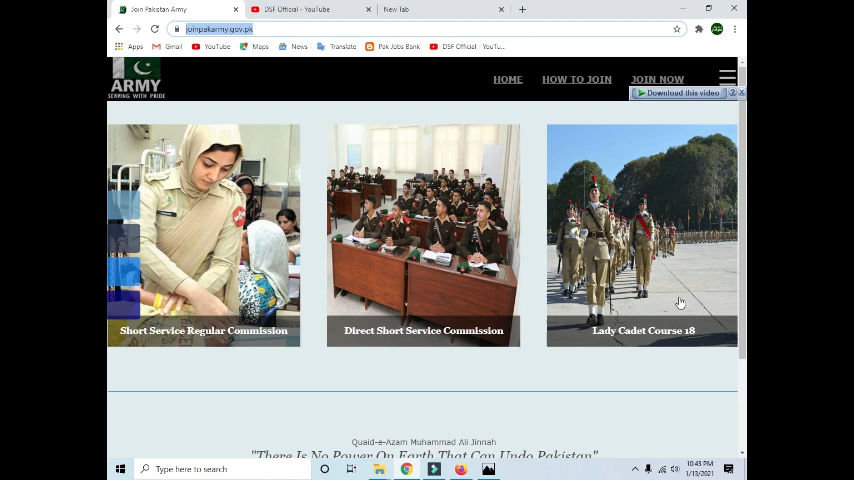 Join Pakistan Army
DSF Official - YouTube
New Tab
joinpakarmy.gov.pk
Apps
Gmail
YouTube
Maps
News
Translate
Pak Jobs Bank
DSF Official - YouTu...
ARMY
SERVING WITH PRIDE
HOME
HOW TO JOIN
JOIN NOW
Download this video
?
Short Service Regular Commission
Direct Short Service Commission
Lady Cadet Course 18
Quaid-e-Azam Muhammad Ali Jinnah
"There Is No Power On Earth That Can Undo Pakistan"
Type here to search
10:43 PM
1/13/2021